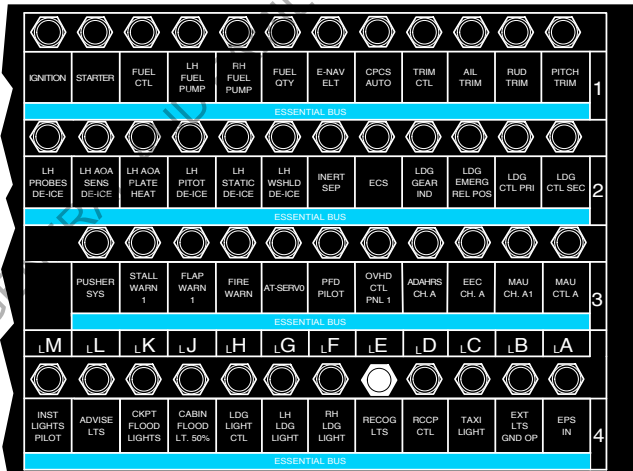 IGNITION STARTER FUEL CTL LH FUEL PUMP RH FUEL PUMP FUEL QTY E-NAV ELT CPCS AUTO TRIM CTL AIL TRIM RUD TRIM PITCH TRIM 1
ESSENTIAL BUS
LH PROBES DE-ICE LH AOA SENS DE-ICE LH AOA PLATE HEAT LH PITOT DE-ICE LH STATIC DE-ICE LH WSHLD DE-ICE INERT SEP ECS LDG GEAR IND LDG EMERG REL POS LDG CTL PRI LDG CTL SEC 2
ESSENTIAL BUS
PUSHER SYS STALL WARN 1 FLAP WARN 1 FIRE WARN AT-SERV0 PFD PILOT OVHD CTL PNL 1 ADAHRS CH. A EEC CH. A MAU CH. A1 MAU CTL A 3
ESSENTIAL BUS
LM LL LK LJ LH LG LF LE LD LC LB LA
INST LIGHTS PILOT ADVISE LTS CKPT FLOOD LIGHTS CABIN FLOOD LT. 50% LDG LIGHT CTL LH LDG LIGHT RH LDG LIGHT RECOG LTS RCCP CTL TAXI LIGHT EXT LTS GND OP EPS IN 4
ESSENTIAL BUS